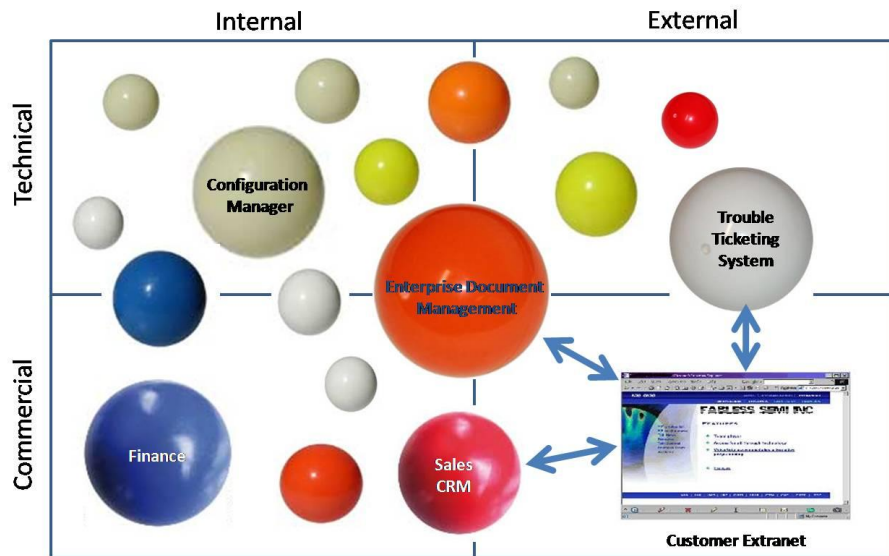 Internal
External
Technical
Configuration
Manager
Trouble
Ticketing
System
Enterprise Document
Management
Commercial
FABLESS SEMI INC
FEATURES
Finance
Sales
CRM
Customer Extranet